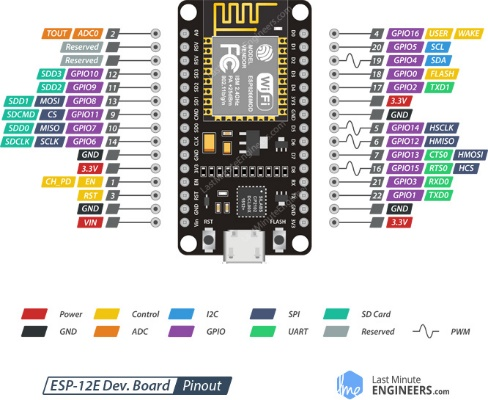 TOUT ADC0 2
Reserved
Reserved
SDD3 GPIO10 12
SDD2 GPIO9 11
SDD1 MOSI GPIO8 13
SDCMD CS GPIO11 9
SDD0 MISO GPIO7 10
SDCLK SCLK GPIO6 14
GND
3.3V
CH_PD EN 1
RST 3
GND
VIN
4 GPIO16 USER WAKE
20 GPIO5 SCL
19 GPIO4 SDA
18 GPIO0 FLASH
17 GPIO2 TXD1
3.3V
GND
5 GPIO14 HSCLK
6 GPIO12 HMISO
7 GPIO13 CTS0 HMOSI
16 GPIO15 RTS0 HCS
21 GPIO3 RXD0
22 GPIO1 TXD0
GND
3.3V
MODEL
VENDOR
WiFi
FC
RST
FLASH
Power Control I2C SPI SD Card
GND ADC GPIO UART Reserved PWM
ESP-12E Dev. Board Pinout
Last Minute
ENGINEERS.com